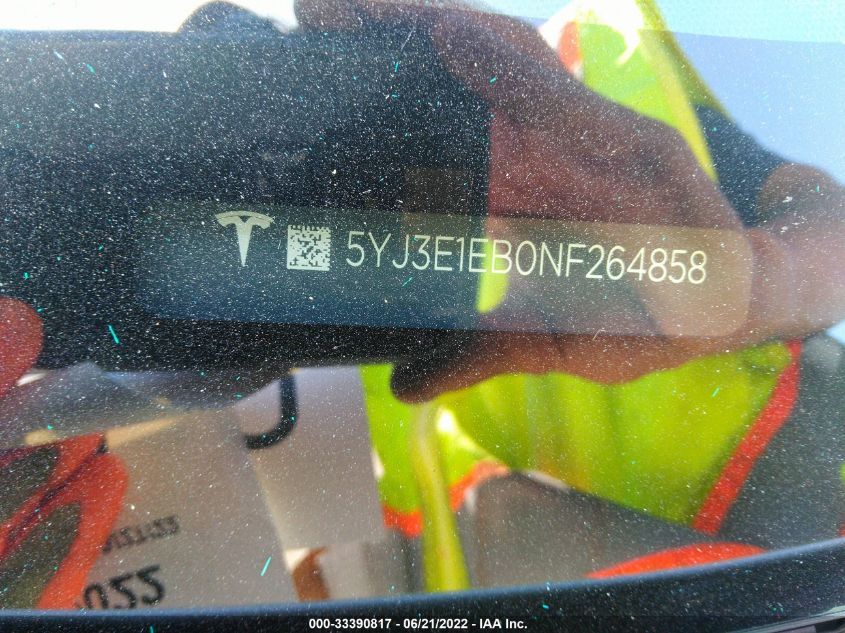 5YJ3E1EB0NF264858
000-33390817 - 06/21/2022 - IAA Inc.